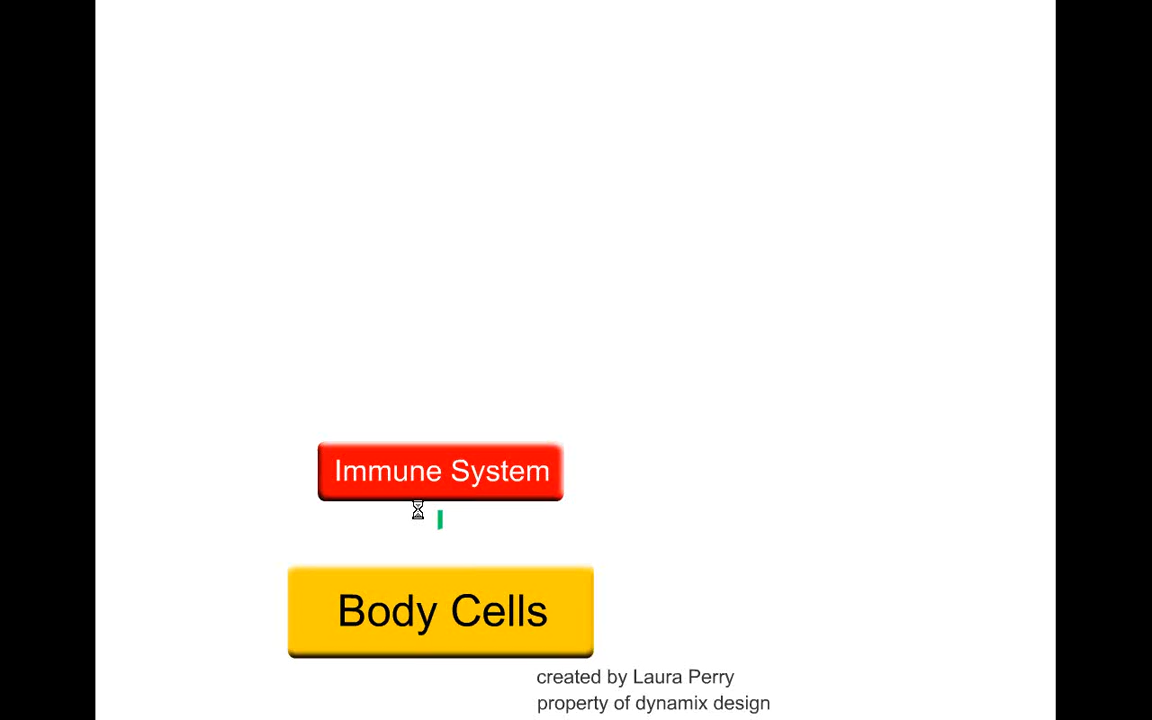 Immune System
Body Cells
created by Laura Perry
property of dynamix design